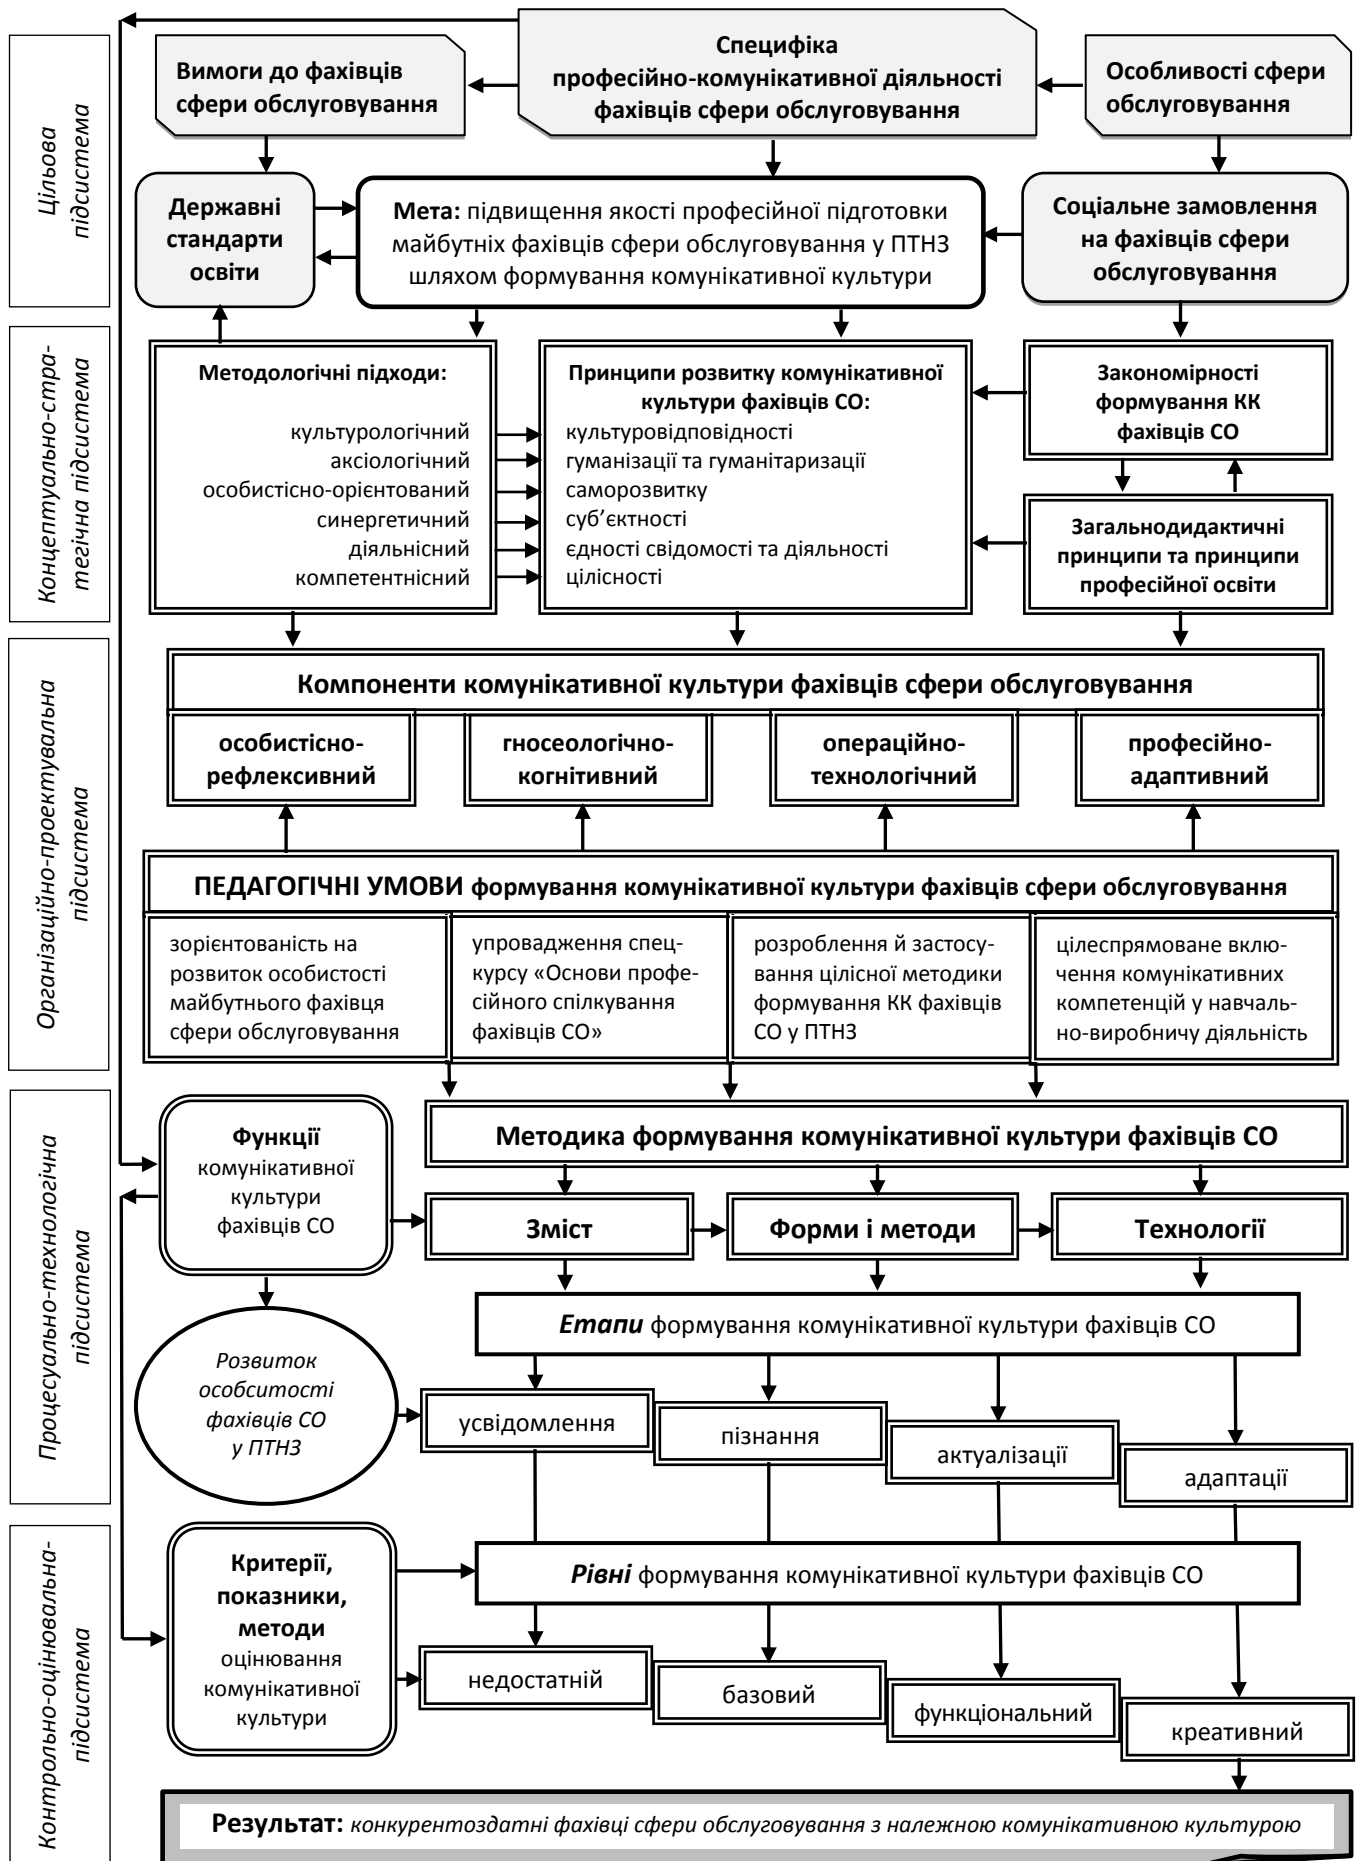 Цільова
підсистема
Специфіка
професійно-комунікативної діяльності
фахівців сфери обслуговування
Вимоги до фахівців
сфери обслуговування
Особливості сфери
обслуговування
Державні
стандарти
освіти
Мета: підвищення якості професійної підготовки
майбутніх фахівців сфери обслуговування у ПТНЗ
шляхом формування комунікативної культури
Соціальне замовлення
на фахівців сфери
обслуговування
Концептуально-стра-
тегічна підсистема
Методологічні підходи:
культурологічний
аксіологічний
особистісно-орієнтований
синергетичний
діяльнісний
компетентнісний
Принципи розвитку комунікативної
культури фахівців СО:
культуровідповідності
гуманізації та гуманітаризації
саморозвитку
суб’єктності
єдності свідомості та діяльності
цілісності
Закономірності
формування КК
фахівців СО
Загальнодидактичні
принципи та принципи
професійної освіти
Організаційно-проектувальна
підсистема
Компоненти комунікативної культури фахівців сфери обслуговування
особистісно-
рефлексивний
гносеологічно-
когнітивний
операційно-
технологічний
професійно-
адаптивний
ПЕДАГОГІЧНІ УМОВИ формування комунікативної культури фахівців сфери обслуговування
зорієнтованість на
розвиток особистості
майбутнього фахівця
сфери обслуговування
упровадження спец-
курсу «Основи профе-
сійного спілкування
фахівців СО»
розроблення й застосу-
вання цілісної методики
формування КК фахівців
СО у ПТНЗ
цілеспрямоване вклю-
чення комунікативних
компетенцій у навчаль-
но-виробничу діяльність
Процесуально-технологічна
підсистема
Функції
комунікативної
культури
фахівців СО
Методика формування комунікативної культури фахівців СО
Зміст
Форми і методи
Технології
Етапи формування комунікативної культури фахівців СО
Розвиток
особситості
фахівців СО
у ПТНЗ
усвідомлення
пізнання
актуалізації
адаптації
Контрольно-оцінювальна-
підсистема
Критерії,
показники,
методи
оцінювання
комунікативної
культури
Рівні формування комунікативної культури фахівців СО
недостатній
базовий
функціональний
креативний
Результат: конкурентоздатні фахівці сфери обслуговування з належною комунікативною культурою